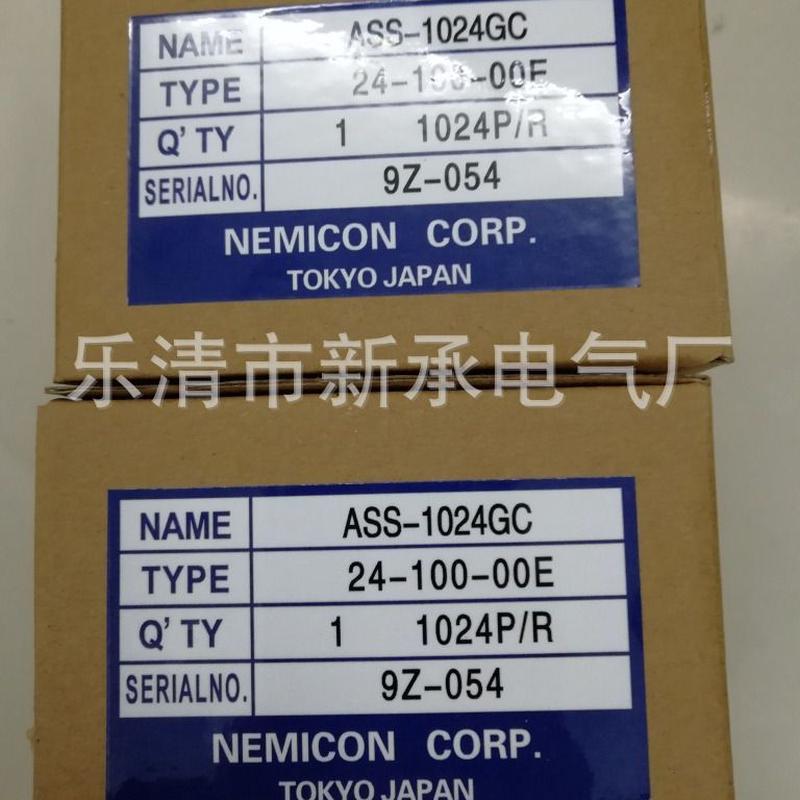 NAME ASS-1024GC
TYPE 24-100-00E
Q'TY 1 1024P/R
SERIALNO. 9Z-054
NEMICON CORP.
TOKYO JAPAN
乐清市新承电气厂
NAME ASS-1024GC
TYPE 24-100-00E
Q'TY 1 1024P/R
SERIALNO. 9Z-054
NEMICON CORP.
TOKYO JAPAN